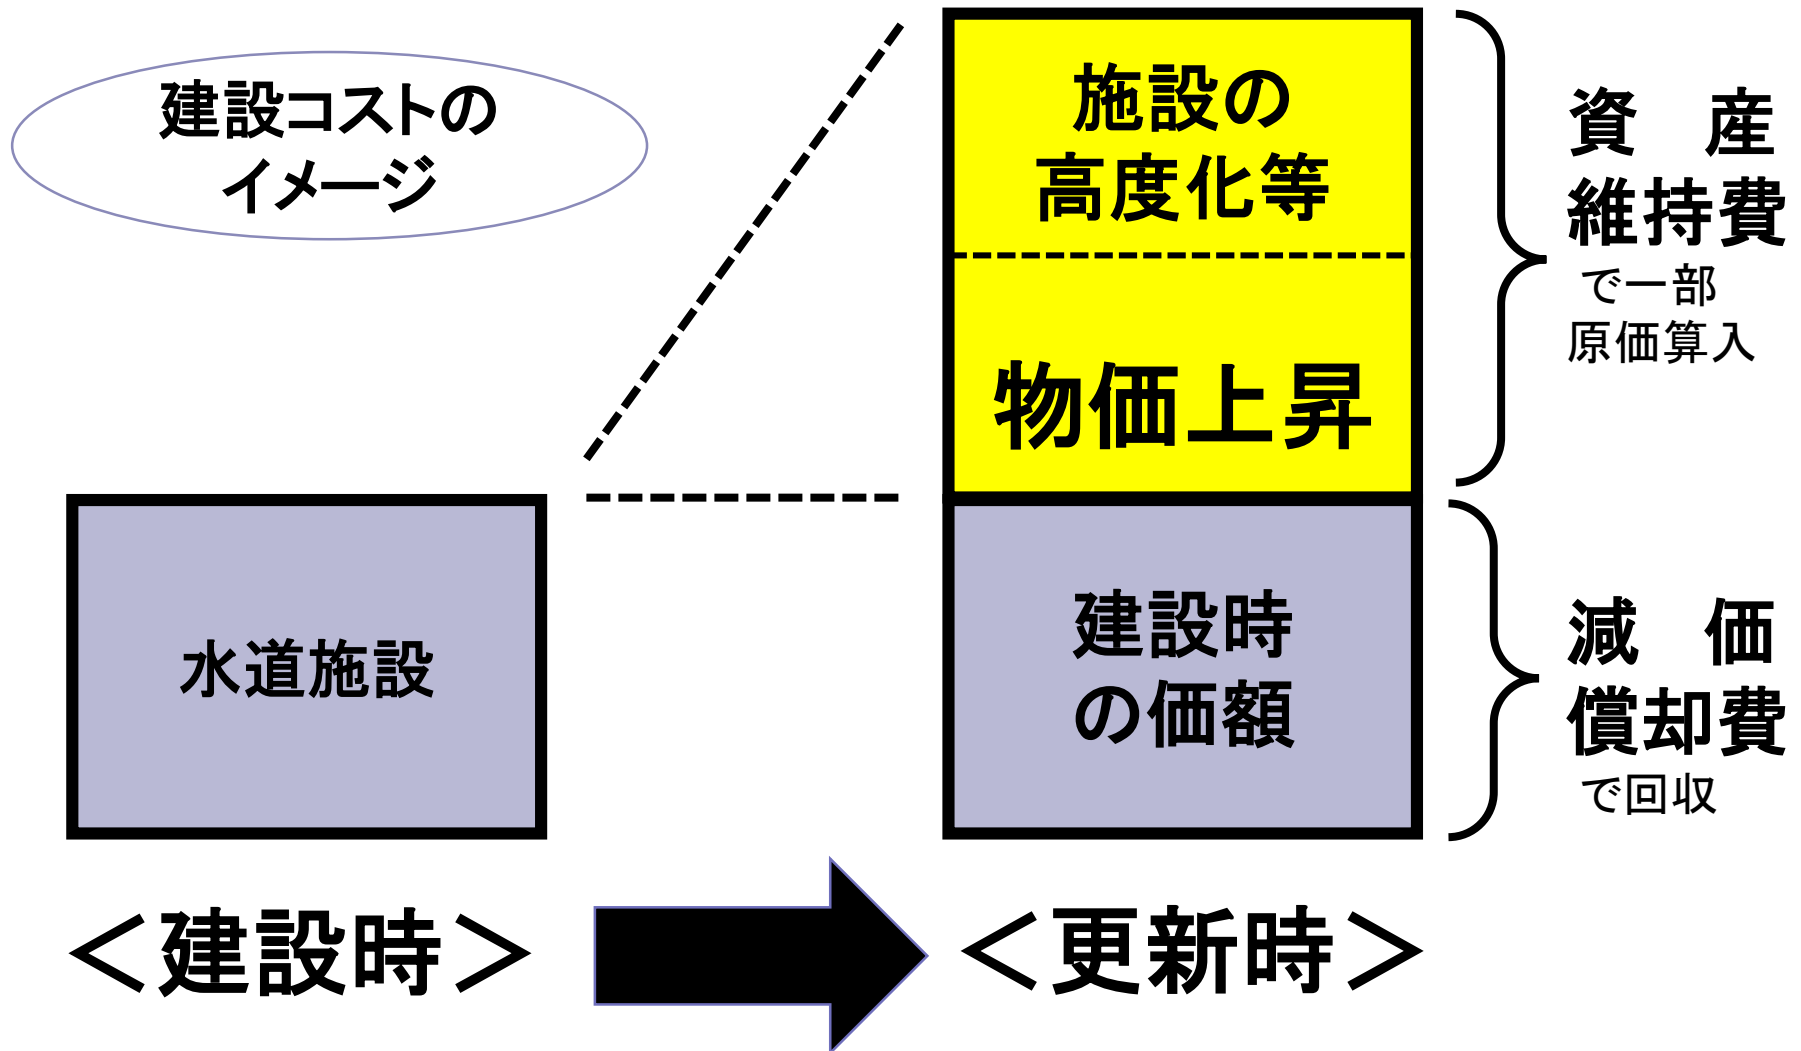 建設コストの
イメージ
水道施設
＜建設時＞
施設の
高度化等
物価上昇
建設時
の価額
＜更新時＞
資　産
維持費
で一部
原価算入
減　価
償却費
で回収